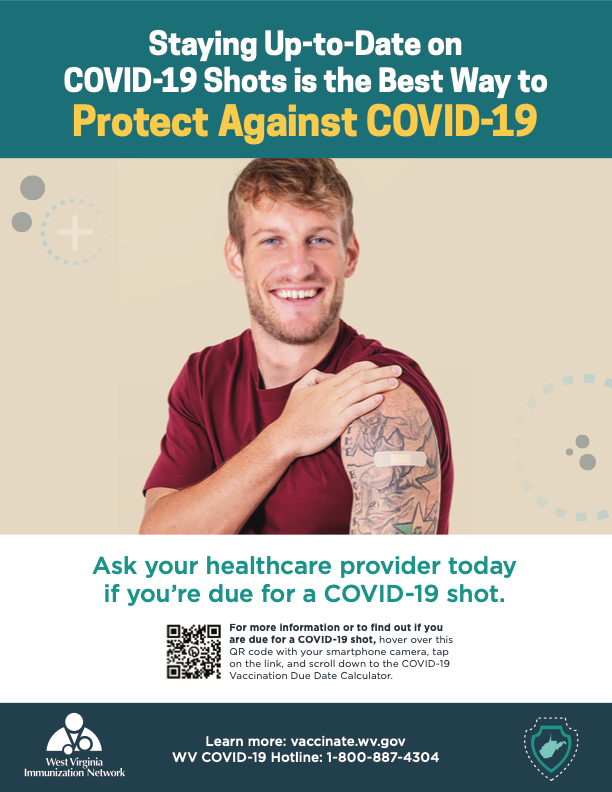 Staying Up-to-Date on
COVID-19 Shots is the Best Way to
Protect Against COVID-19
Ask your healthcare provider today
if you're due for a COVID-19 shot.
For more information or to find out if you
are due for a COVID-19 shot, hover over this
QR code with your smartphone camera, tap
on the link, and scroll down to the COVID-19
Vaccination Due Date Calculator.
West Virginia
Immunization Network
Learn more: vaccinate.wv.gov
WV COVID-19 Hotline: 1-800-887-4304